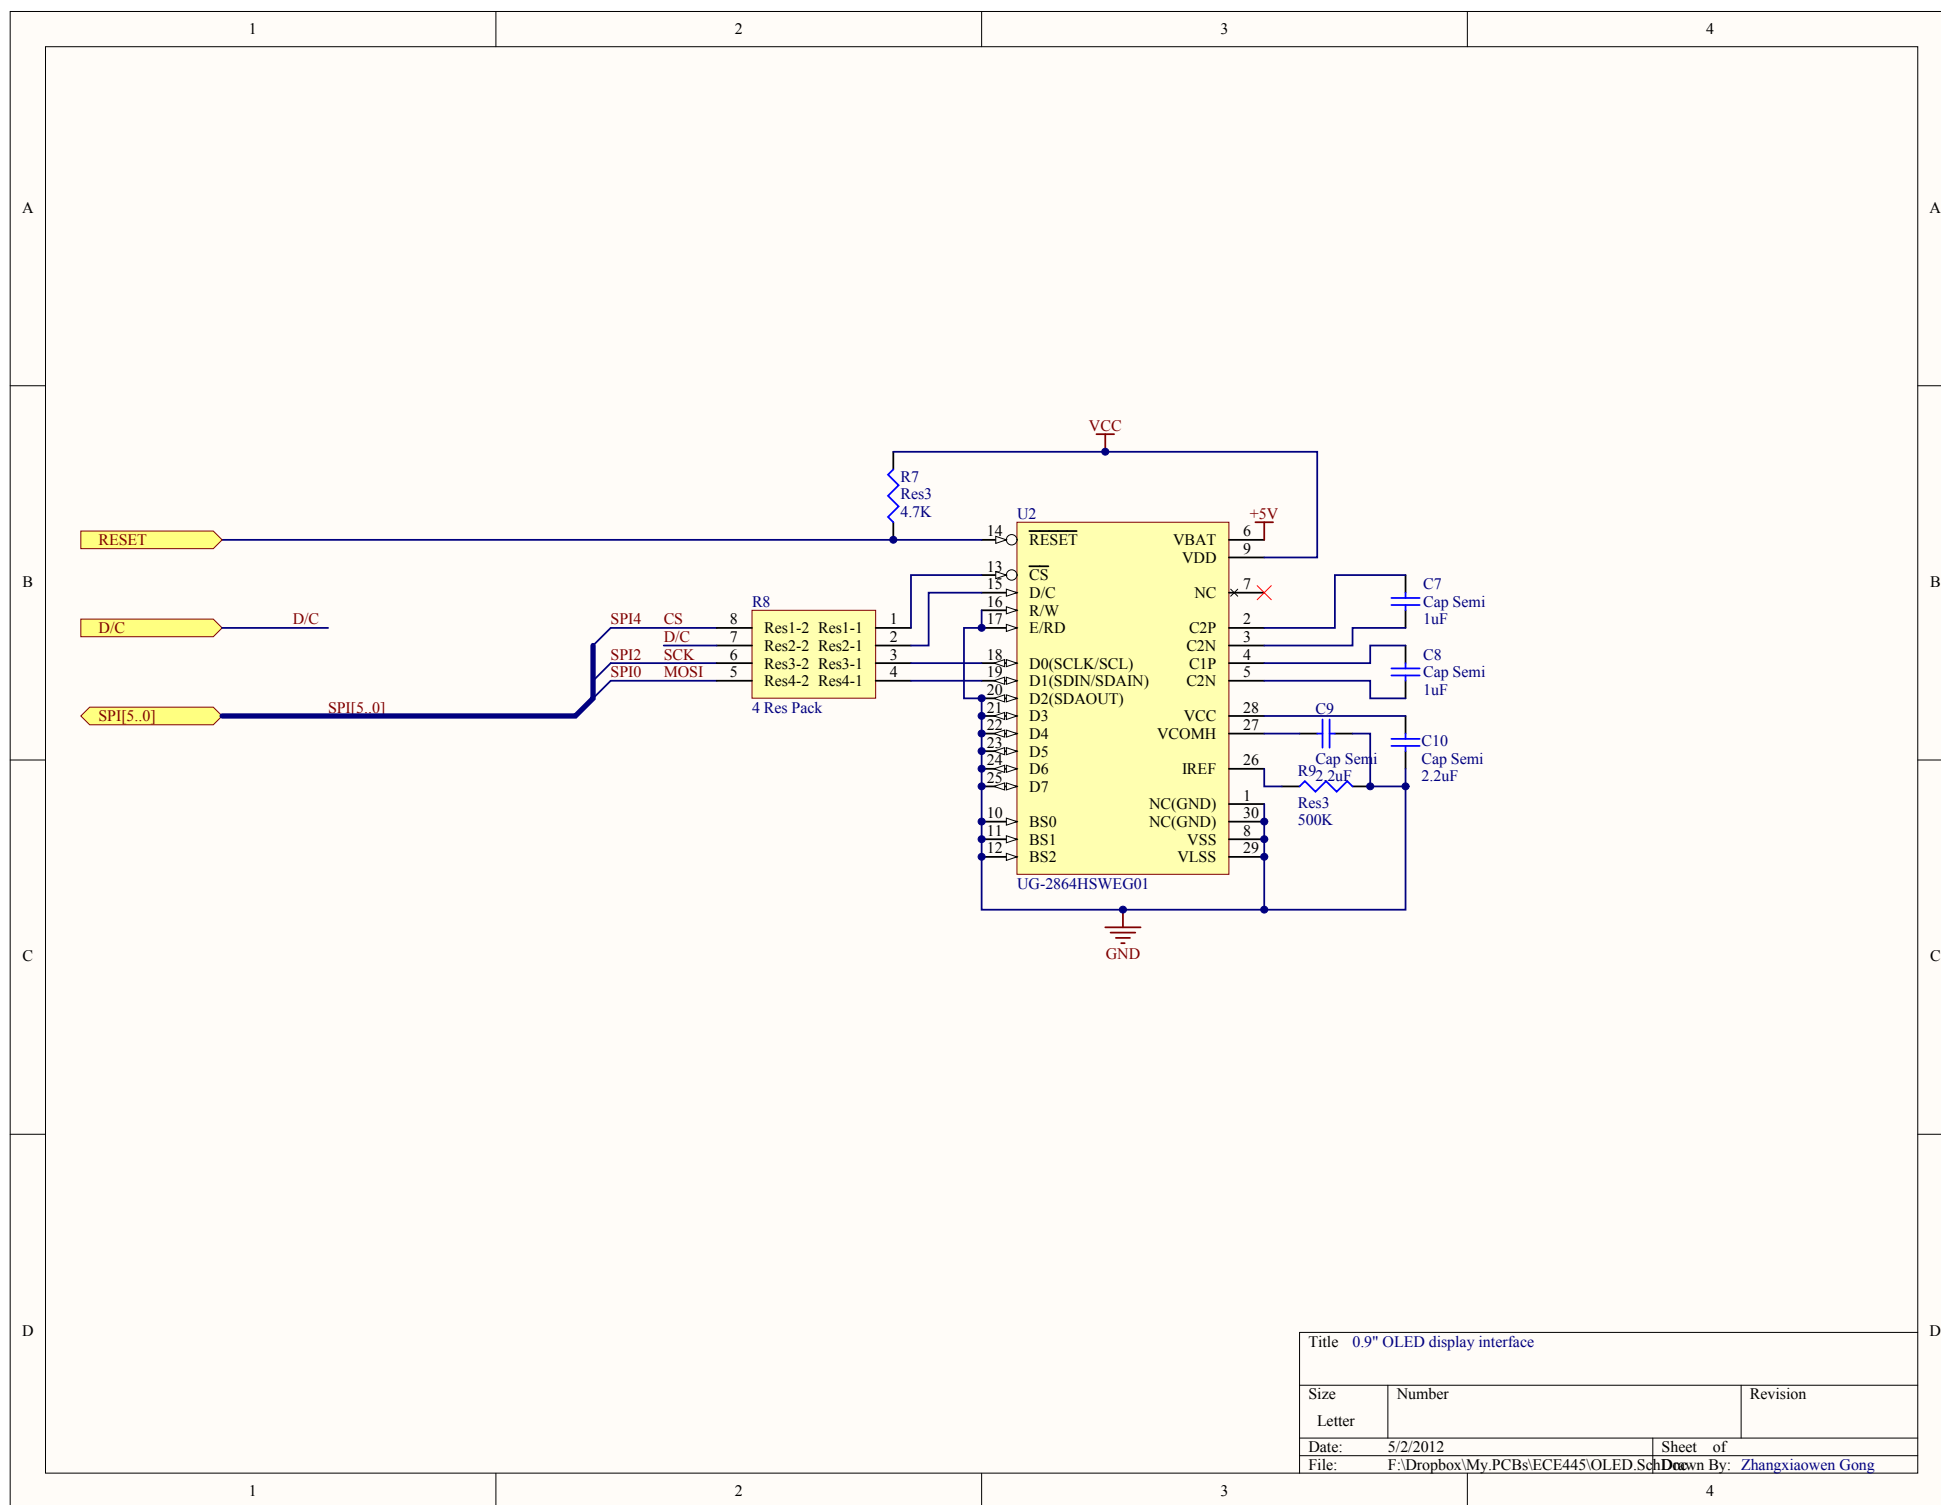 1 2 3 4
A A
VCC
R7
Res3
4.7K
U2
+5V
RESET
14 RESET VBAT 6
VDD 9
B B
13 CS
15 D/C NC 7
16 R/W
17 E/RD
C7
Cap Semi
1uF
R8
D/C D/C
SPI4 CS 8 Res1-2 Res1-1 1
D/C 7 Res2-2 Res2-1 2
SPI2 SCK 6 Res3-2 Res3-1 3
SPI0 MOSI 5 Res4-2 Res4-1 4
4 Res Pack
SPI[5..0] SPI[5..0]
C2P 2
C2N 3
18 D0(SCLK/SCL) C1P 4
19 D1(SDIN/SDAIN) C2N 5
C8
Cap Semi
1uF
20 D2(SDAOUT)
21 D3 VCC 28
22 D4 VCOMH 27
23 D5
24 D6 IREF 26
25 D7
C9
Cap Semi
2.2uF
C10
Cap Semi
2.2uF
R9
Res3
500K
NC(GND) 1
10 BS0 NC(GND) 30
11 BS1 VSS 8
12 BS2 VLSS 29
UG-2864HSWEG01
GND
C C
D D
Title 0.9" OLED display interface
Size Number Revision
Letter
Date: 5/2/2012 Sheet of
File: F:\Dropbox\My.PCBs\ECE445\OLED.SchDoc Drawn By: Zhangxiaowen Gong
1 2 3 4